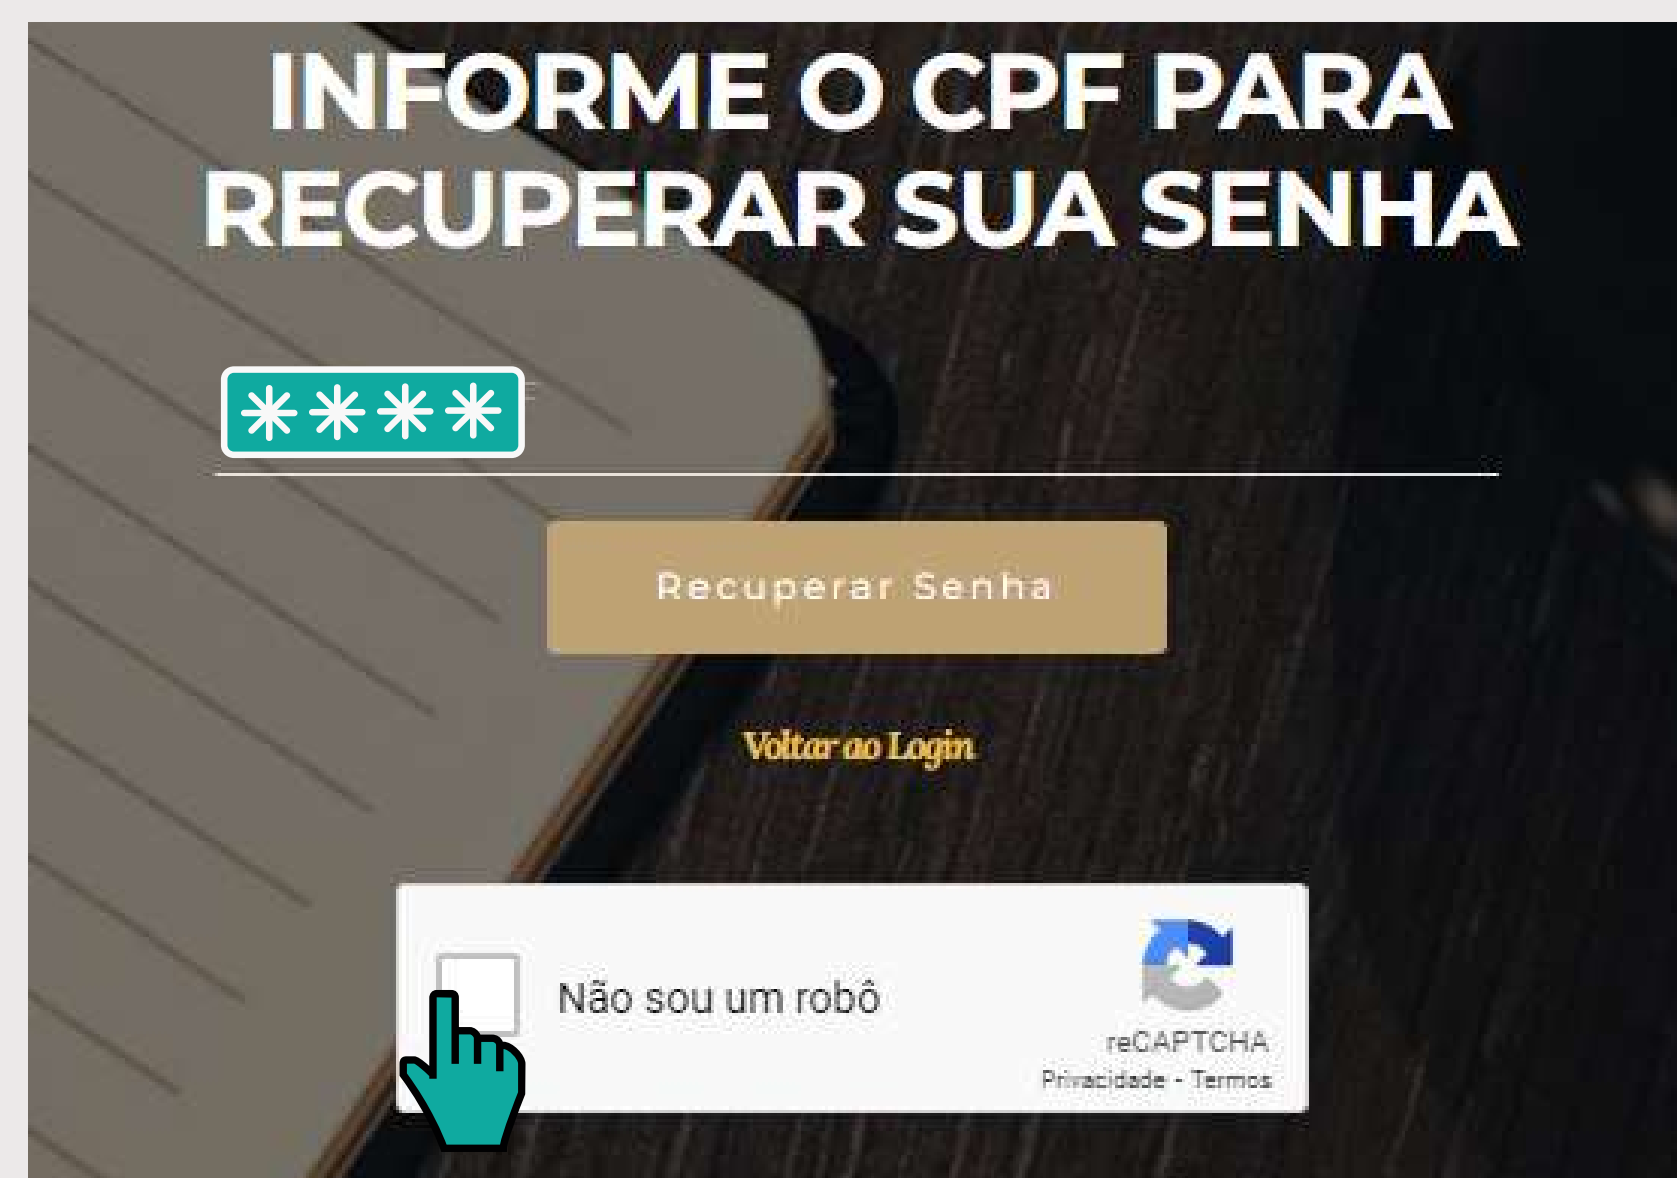 INFORME O CPF PARA
RECUPERAR SUA SENHA
****
Recuperar Senha
Voltar ao Login
Não sou um robô
reCAPTCHA
Privacidade - Termos